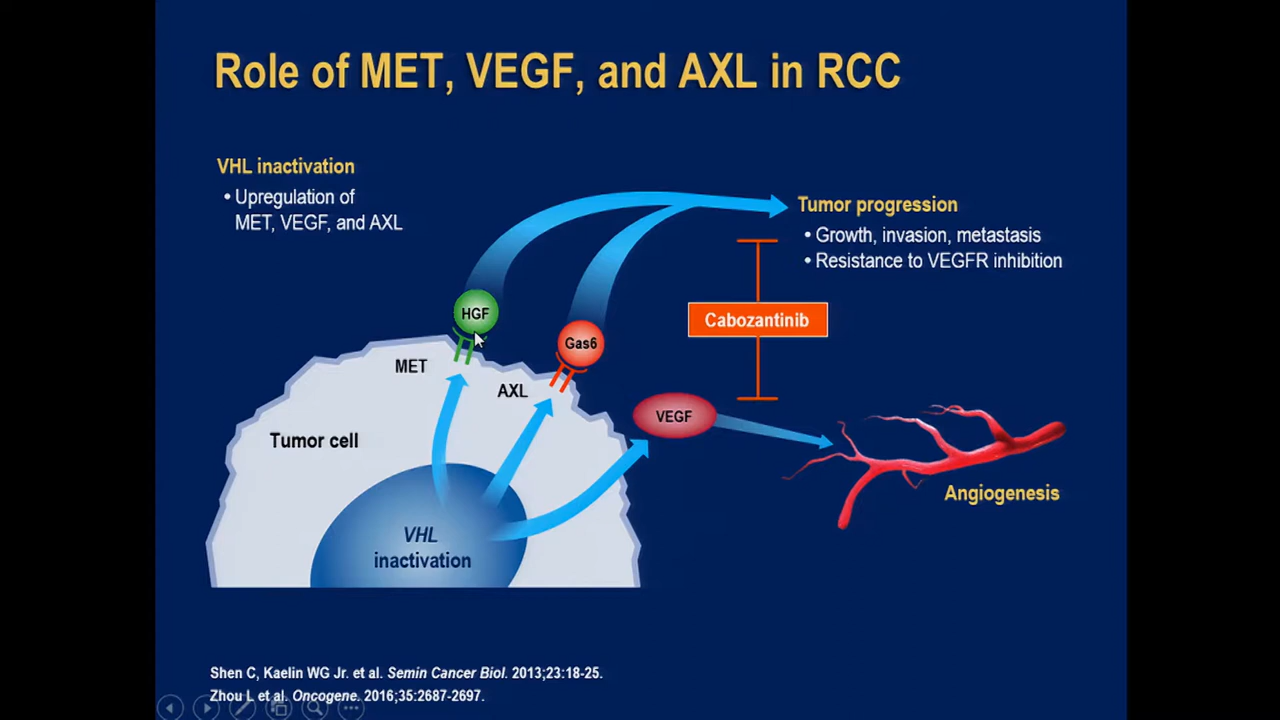 Role of MET, VEGF, and AXL in RCC
VHL inactivation
• Upregulation of
MET, VEGF, and AXL
Tumor progression
• Growth, invasion, metastasis
• Resistance to VEGFR inhibition
HGF
Cabozantinib
Gas6
MET
AXL
VEGF
Tumor cell
Angiogenesis
VHL
inactivation
Shen C, Kaelin WG Jr. et al. Semin Cancer Biol. 2013;23:18-25.
Zhou L et al. Oncogene. 2016;35:2687-2697.